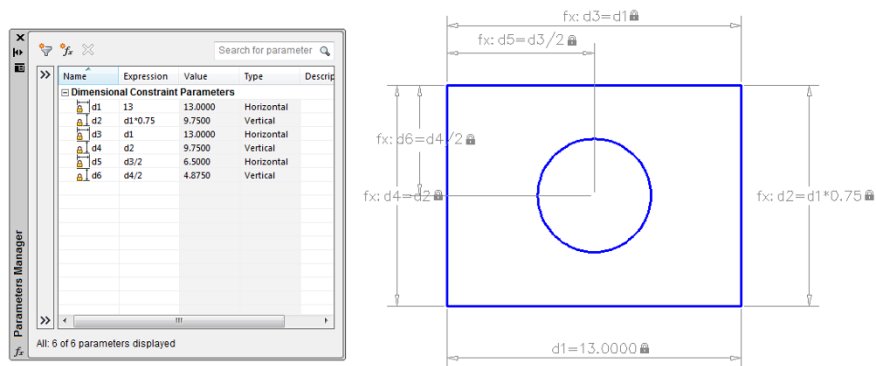 Search for parameter
Name Expression Value Type Descrip
Dimensional Constraint Parameters
d1 13 13.0000 Horizontal
d2 d1*0.75 9.7500 Vertical
d3 d1 13.0000 Horizontal
d4 d2 9.7500 Vertical
d5 d3/2 6.5000 Horizontal
d6 d4/2 4.8750 Vertical
All: 6 of 6 parameters displayed
Parameters Manager
fx
fx: d3=d1
fx: d5=d3/2
fx: d6=d4/2
fx: d4=d2
fx: d2=d1*0.75
d1=13.0000